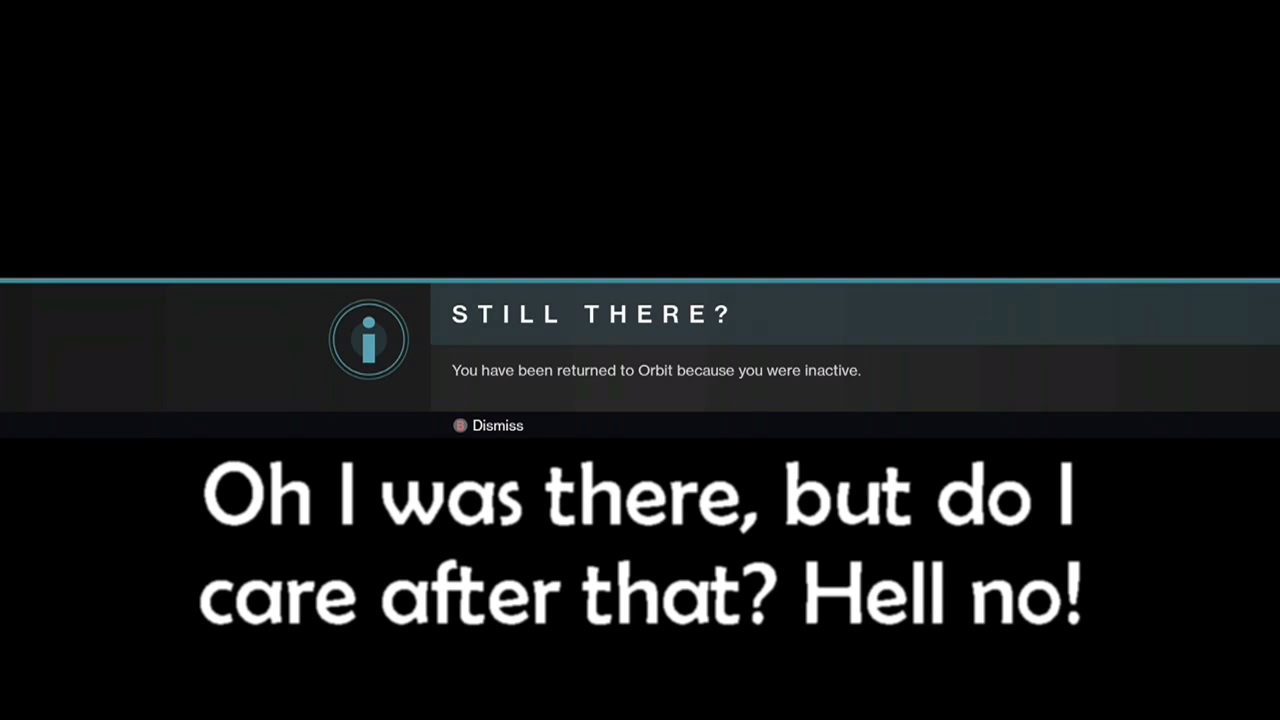 STILL THERE?
You have been returned to Orbit because you were inactive.
B Dismiss
Oh I was there, but do I
care after that? Hell no!